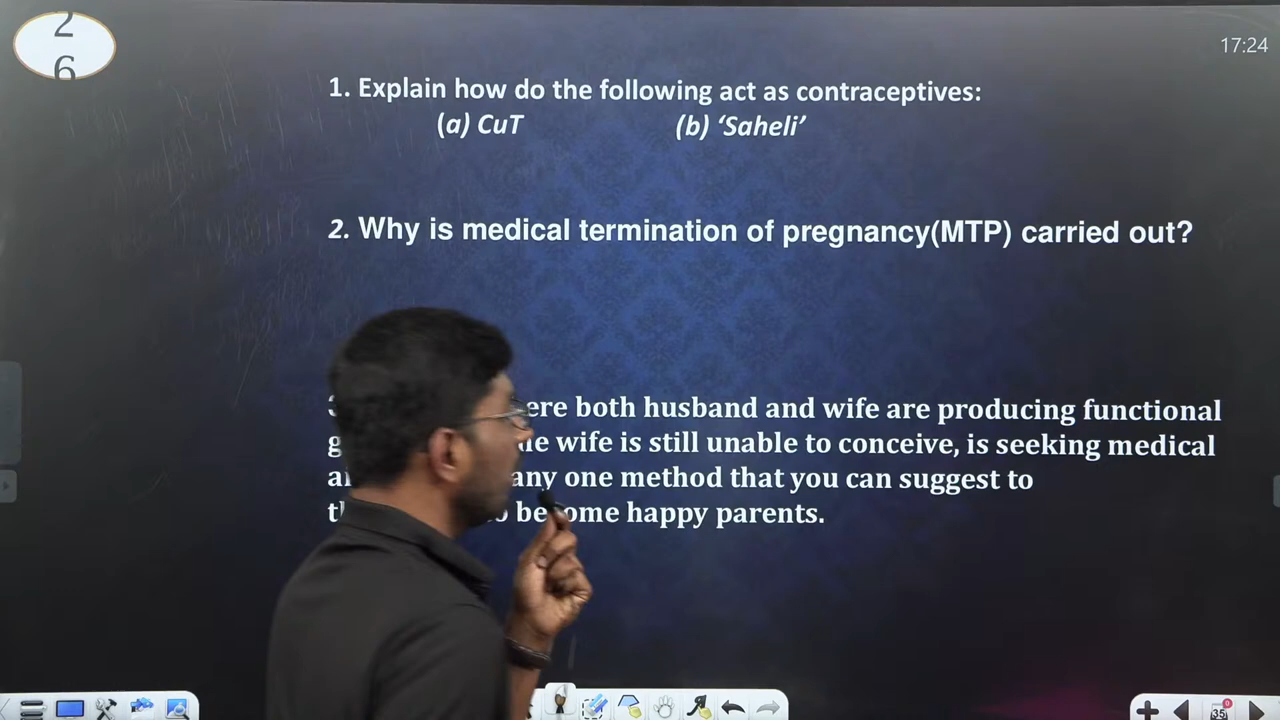 2
6
17:24
1. Explain how do the following act as contraceptives:
(a) CuT (b) ‘Saheli’
2. Why is medical termination of pregnancy(MTP) carried out?
both husband and wife are producing functional
wife is still unable to conceive, is seeking medical
any one method that you can suggest to
become happy parents.
35